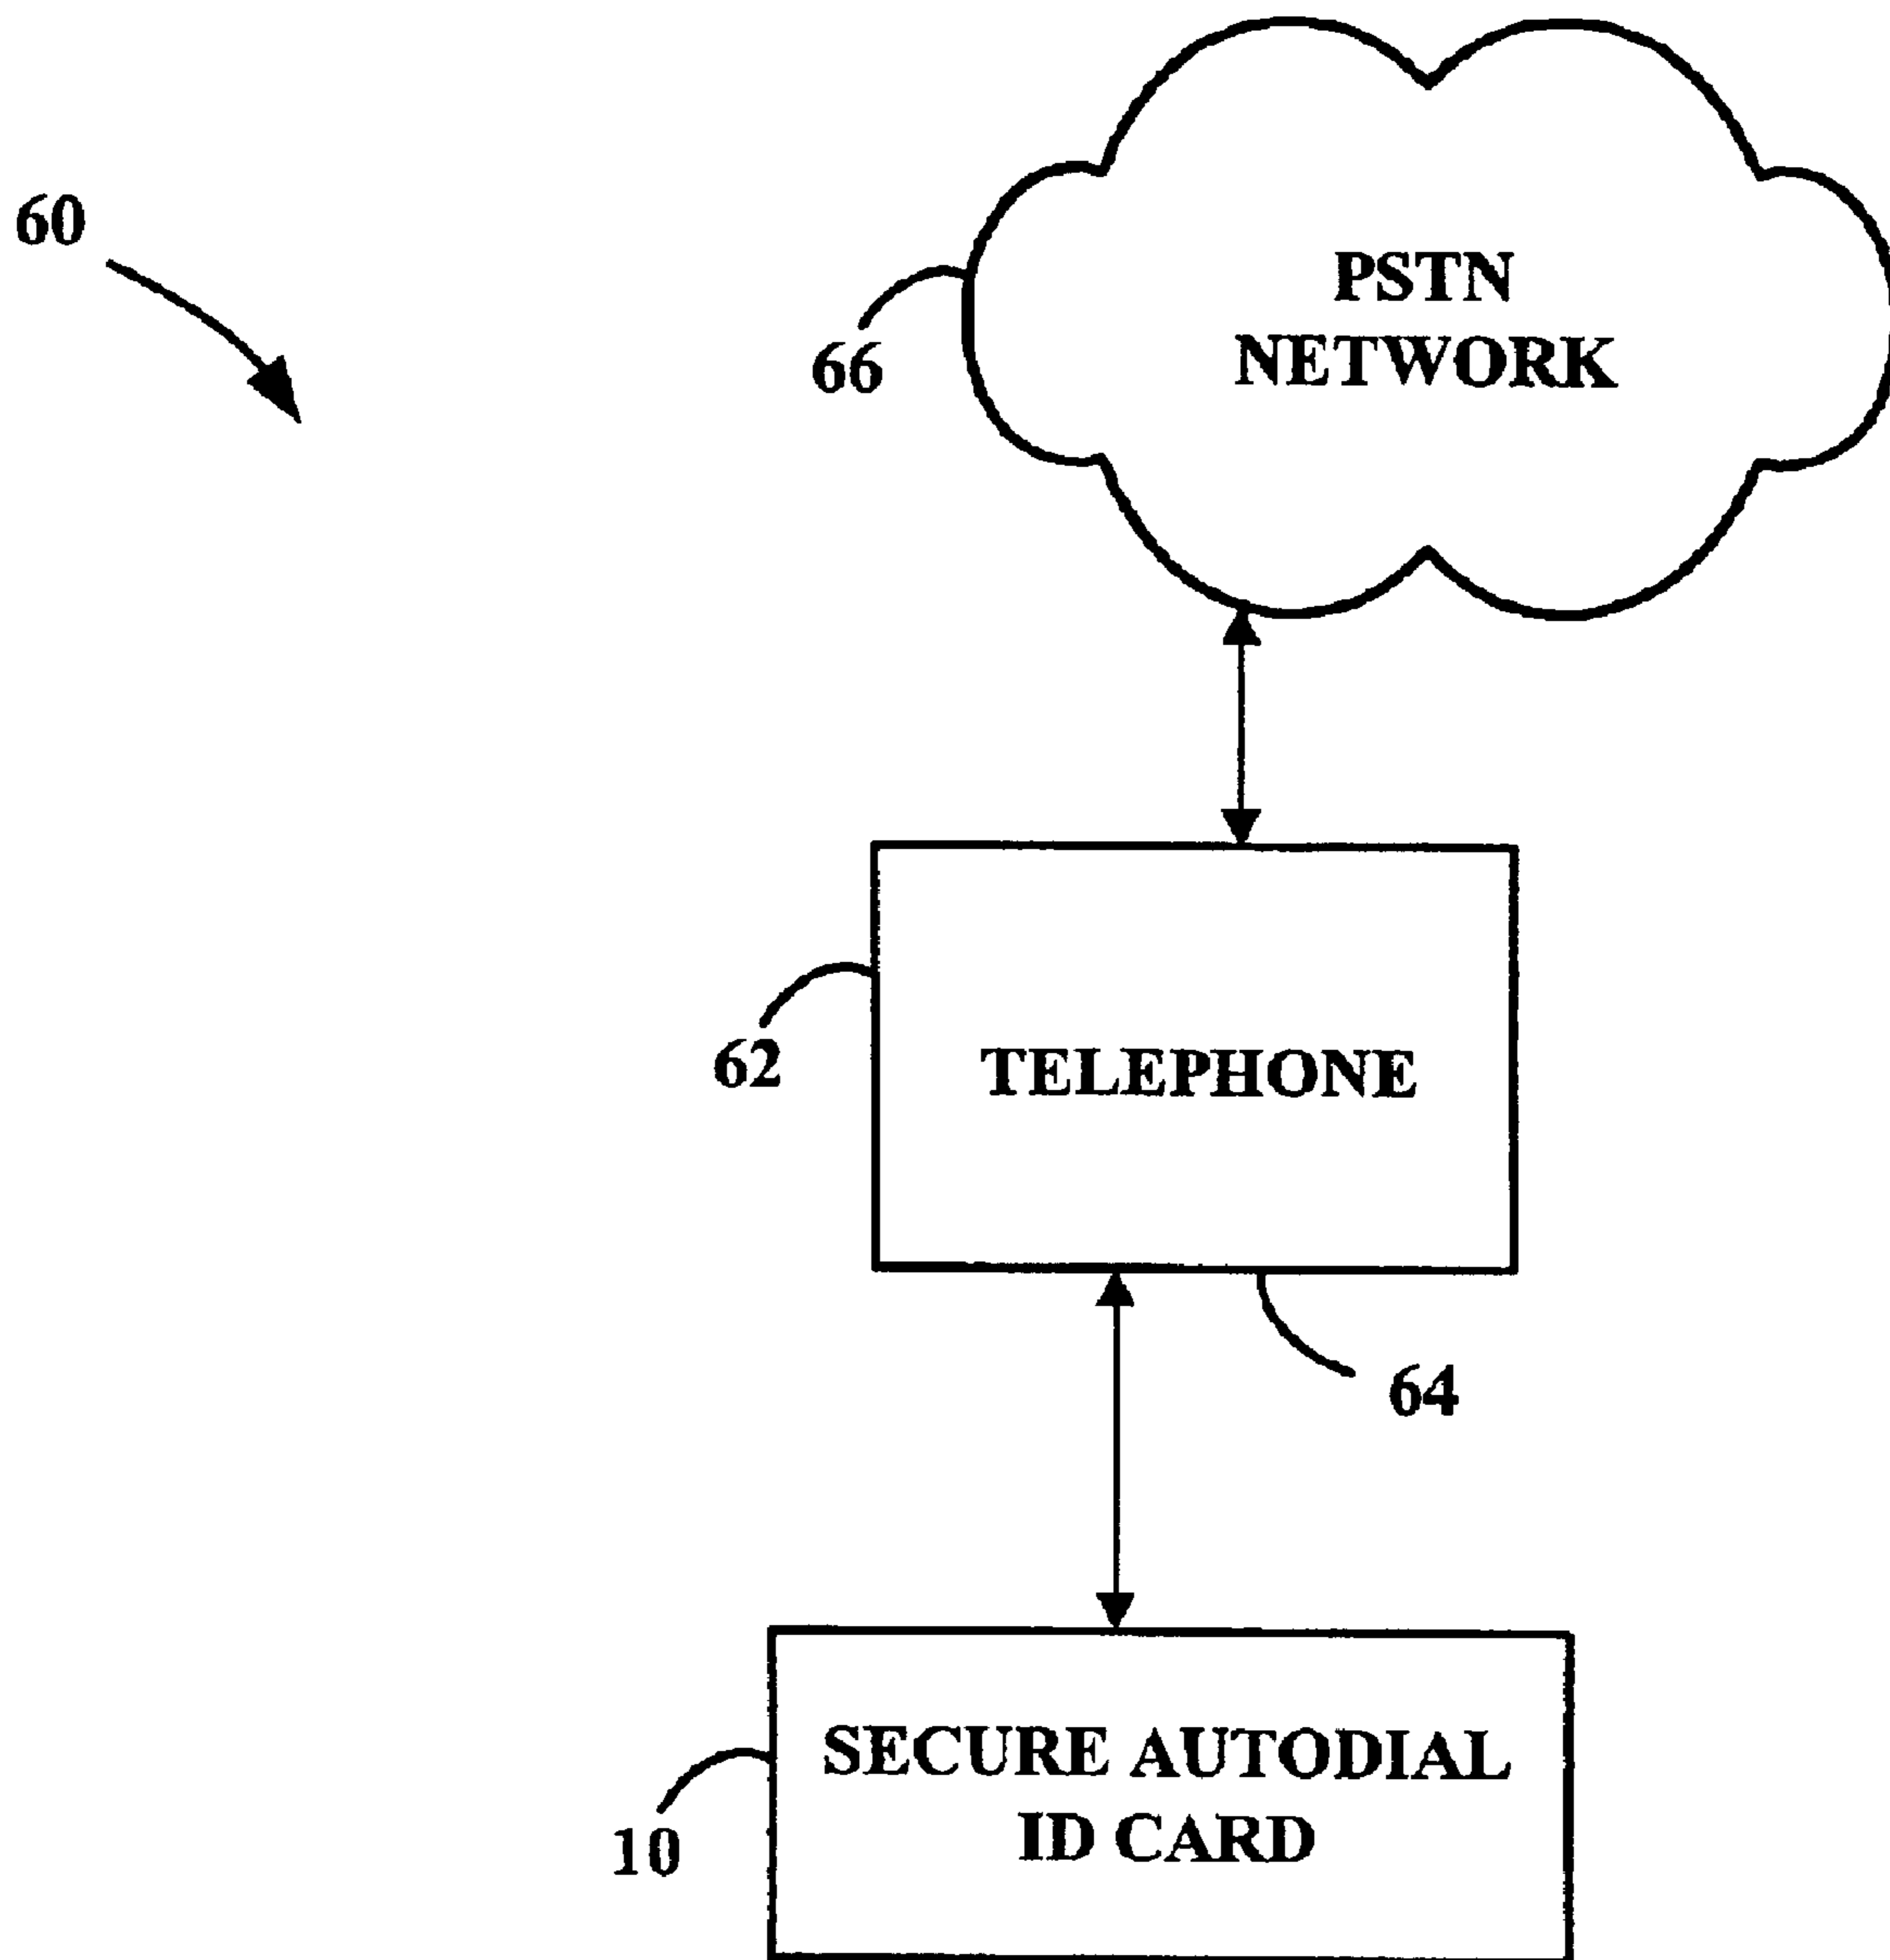 60
PSTN
NETWORK
66
62
TELEPHONE
64
SECURE AUTODIAL
ID CARD
10